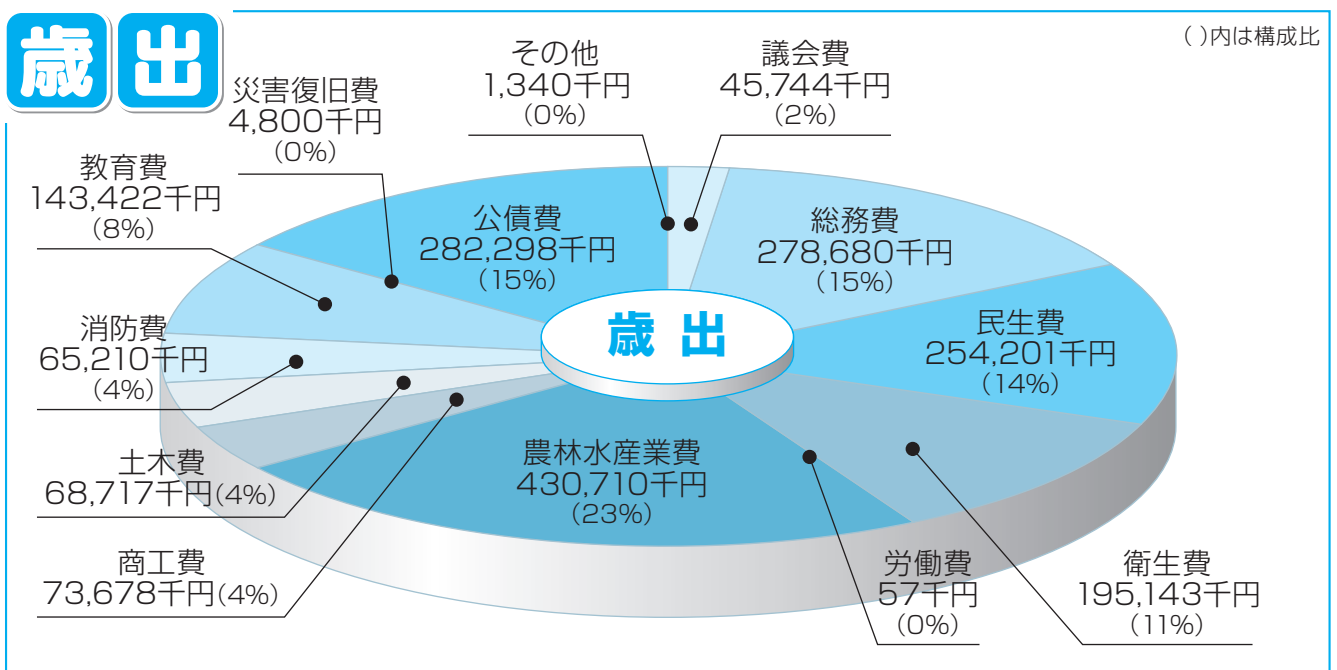 歳出
( )内は構成比
その他
1,340千円
(0%)
議会費
45,744千円
(2%)
災害復旧費
4,800千円
(0%)
教育費
143,422千円
(8%)
公債費
282,298千円
(15%)
総務費
278,680千円
(15%)
歳出
民生費
254,201千円
(14%)
消防費
65,210千円
(4%)
農林水産業費
430,710千円
(23%)
土木費
68,717千円(4%)
商工費
73,678千円(4%)
労働費
57千円
(0%)
衛生費
195,143千円
(11%)